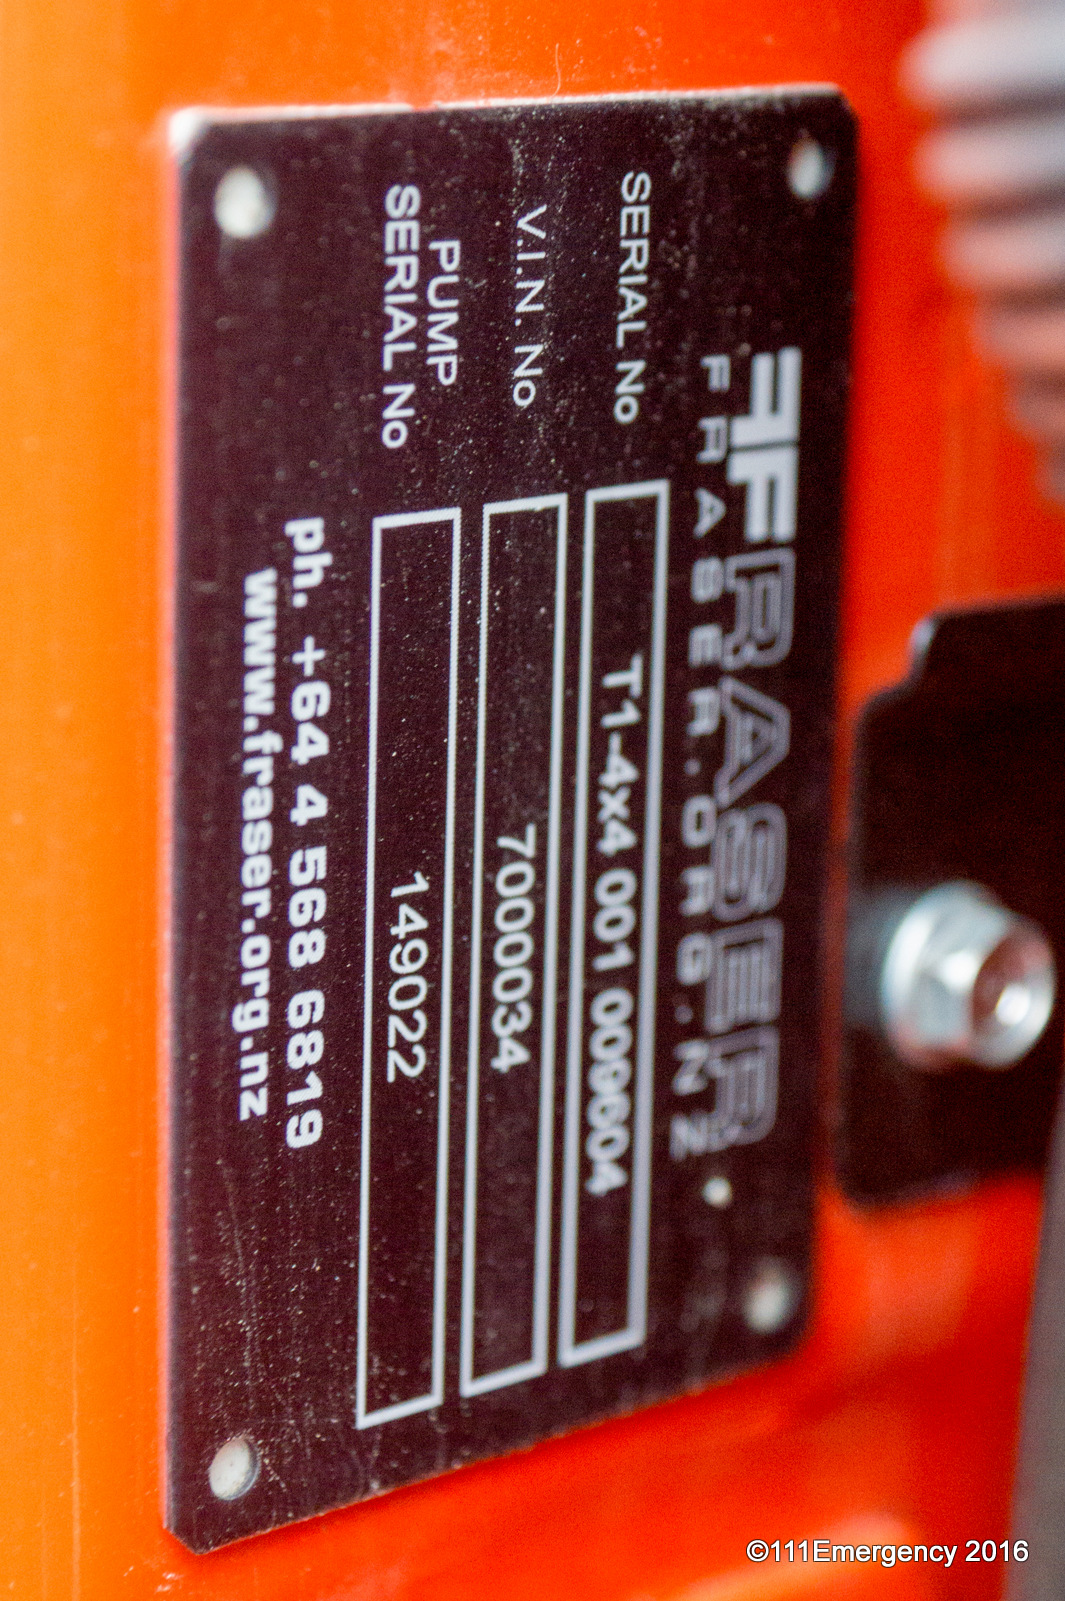 FRASER
FRASER.ORG.NZ
SERIAL No T1-4x4 001 00904
V.I.N. No 7000034
PUMP
SERIAL No 149022
ph. +64 4 568 6819
www.fraser.org.nz
©111Emergency 2016